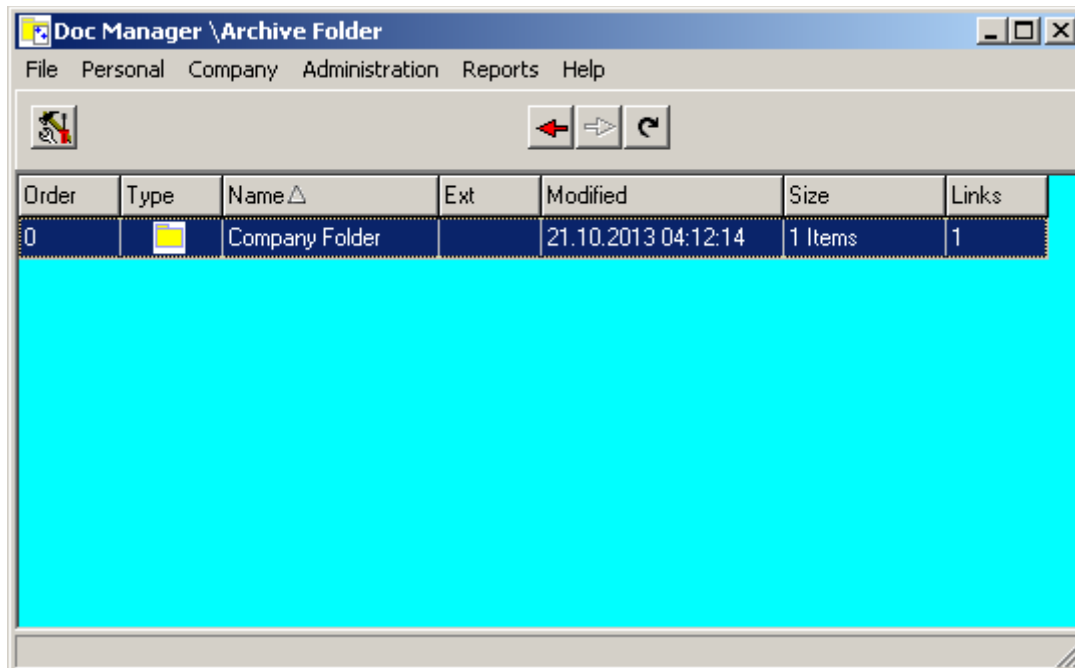 Doc Manager \Archive Folder
File Personal Company Administration Reports Help
Order Type Name Ext Modified Size Links
0 Company Folder 21.10.2013 04:12:14 1 Items 1